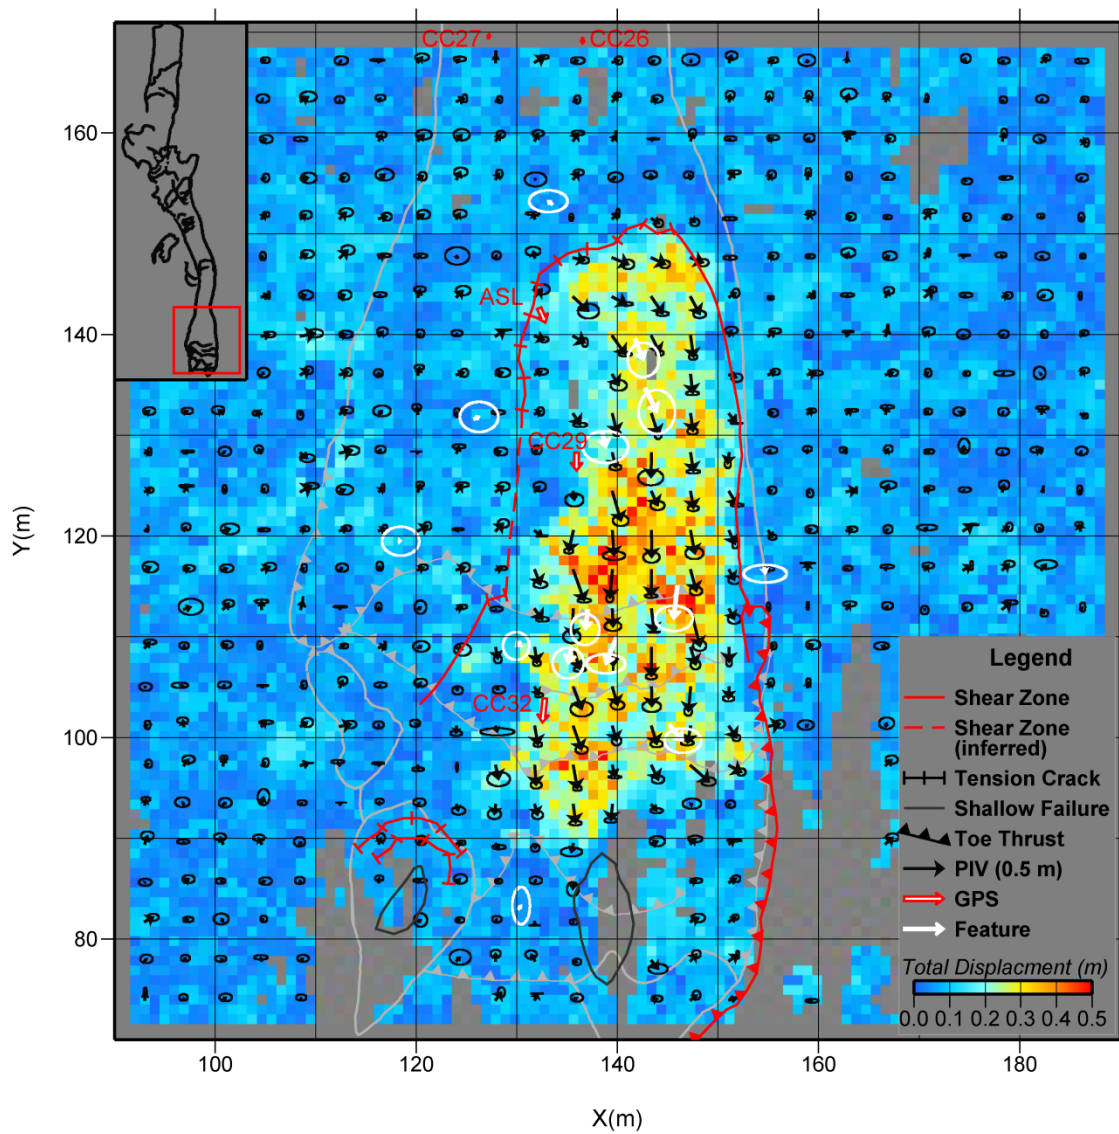 CC27 CC26
160
ASL
140
CC29
Y(m)
120
CC32
100
80
Legend
Shear Zone
Shear Zone
(inferred)
Tension Crack
Shallow Failure
Toe Thrust
PIV (0.5 m)
GPS
Feature
Total Displacment (m)
0.0 0.1 0.2 0.3 0.4 0.5
100 120 140 160 180
X(m)